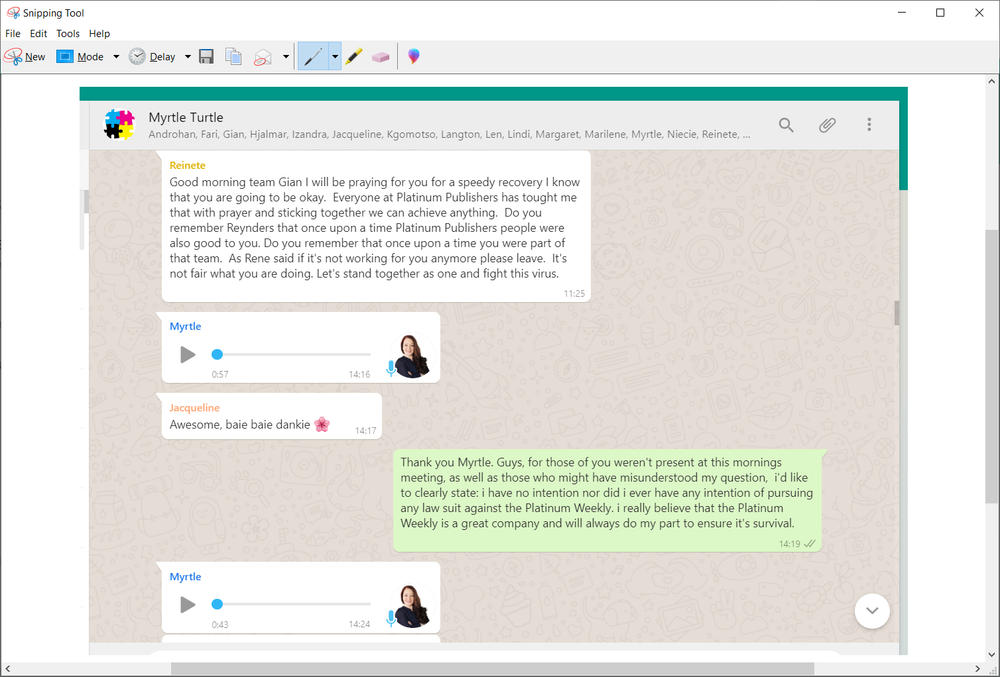 Snipping Tool
File Edit Tools Help
New Mode Delay
Myrtle Turtle
Androhan, Fari, Gian, Hjalmar, Izandra, Jacqueline, Kgomotso, Langton, Len, Lindi, Margaret, Marilene, Myrtle, Niecie, Reinete, ...
Reinete
Good morning team Gian I will be praying for you for a speedy recovery I know
that you are going to be okay.  Everyone at Platinum Publishers has tought me
that with prayer and sticking together we can achieve anything.  Do you
remember Reynders that once upon a time Platinum Publishers people were
also good to you. Do you remember that once upon a time you were part of
that team.  As Rene said if it's not working for you anymore please leave.  It's
not fair what you are doing. Let's stand together as one and fight this virus.
11:25
Myrtle
0:57 14:16
Jacqueline
Awesome, baie baie dankie 🌸
14:17
Thank you Myrtle. Guys, for those of you weren't present at this mornings
meeting, as well as those who might have misunderstood my question,  i'd like
to clearly state: i have no intention nor did i ever have any intention of pursuing
any law suit against the Platinum Weekly. i really believe that the Platinum
Weekly is a great company and will always do my part to ensure it's survival.
14:19
Myrtle
0:43 14:24